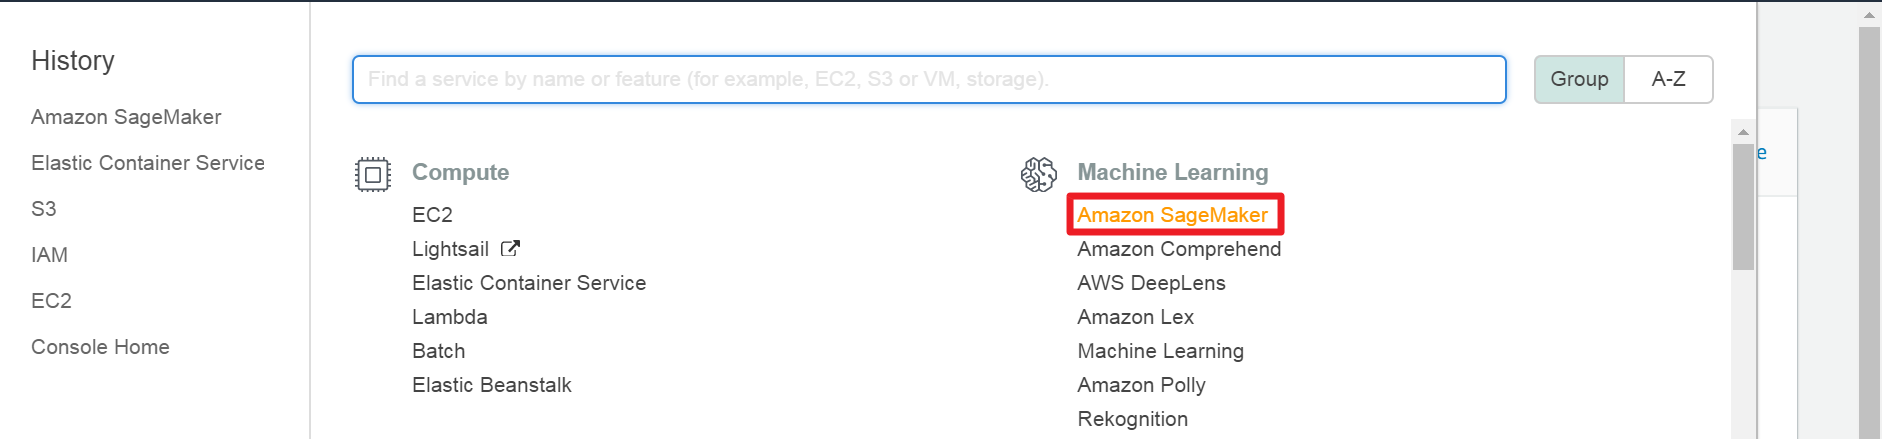 History
Amazon SageMaker
Elastic Container Service
S3
IAM
EC2
Console Home
Find a service by name or feature (for example, EC2, S3 or VM, storage).
Group
A-Z
Compute
EC2
Lightsail
Elastic Container Service
Lambda
Batch
Elastic Beanstalk
Machine Learning
Amazon SageMaker
Amazon Comprehend
AWS DeepLens
Amazon Lex
Machine Learning
Amazon Polly
Rekognition
e